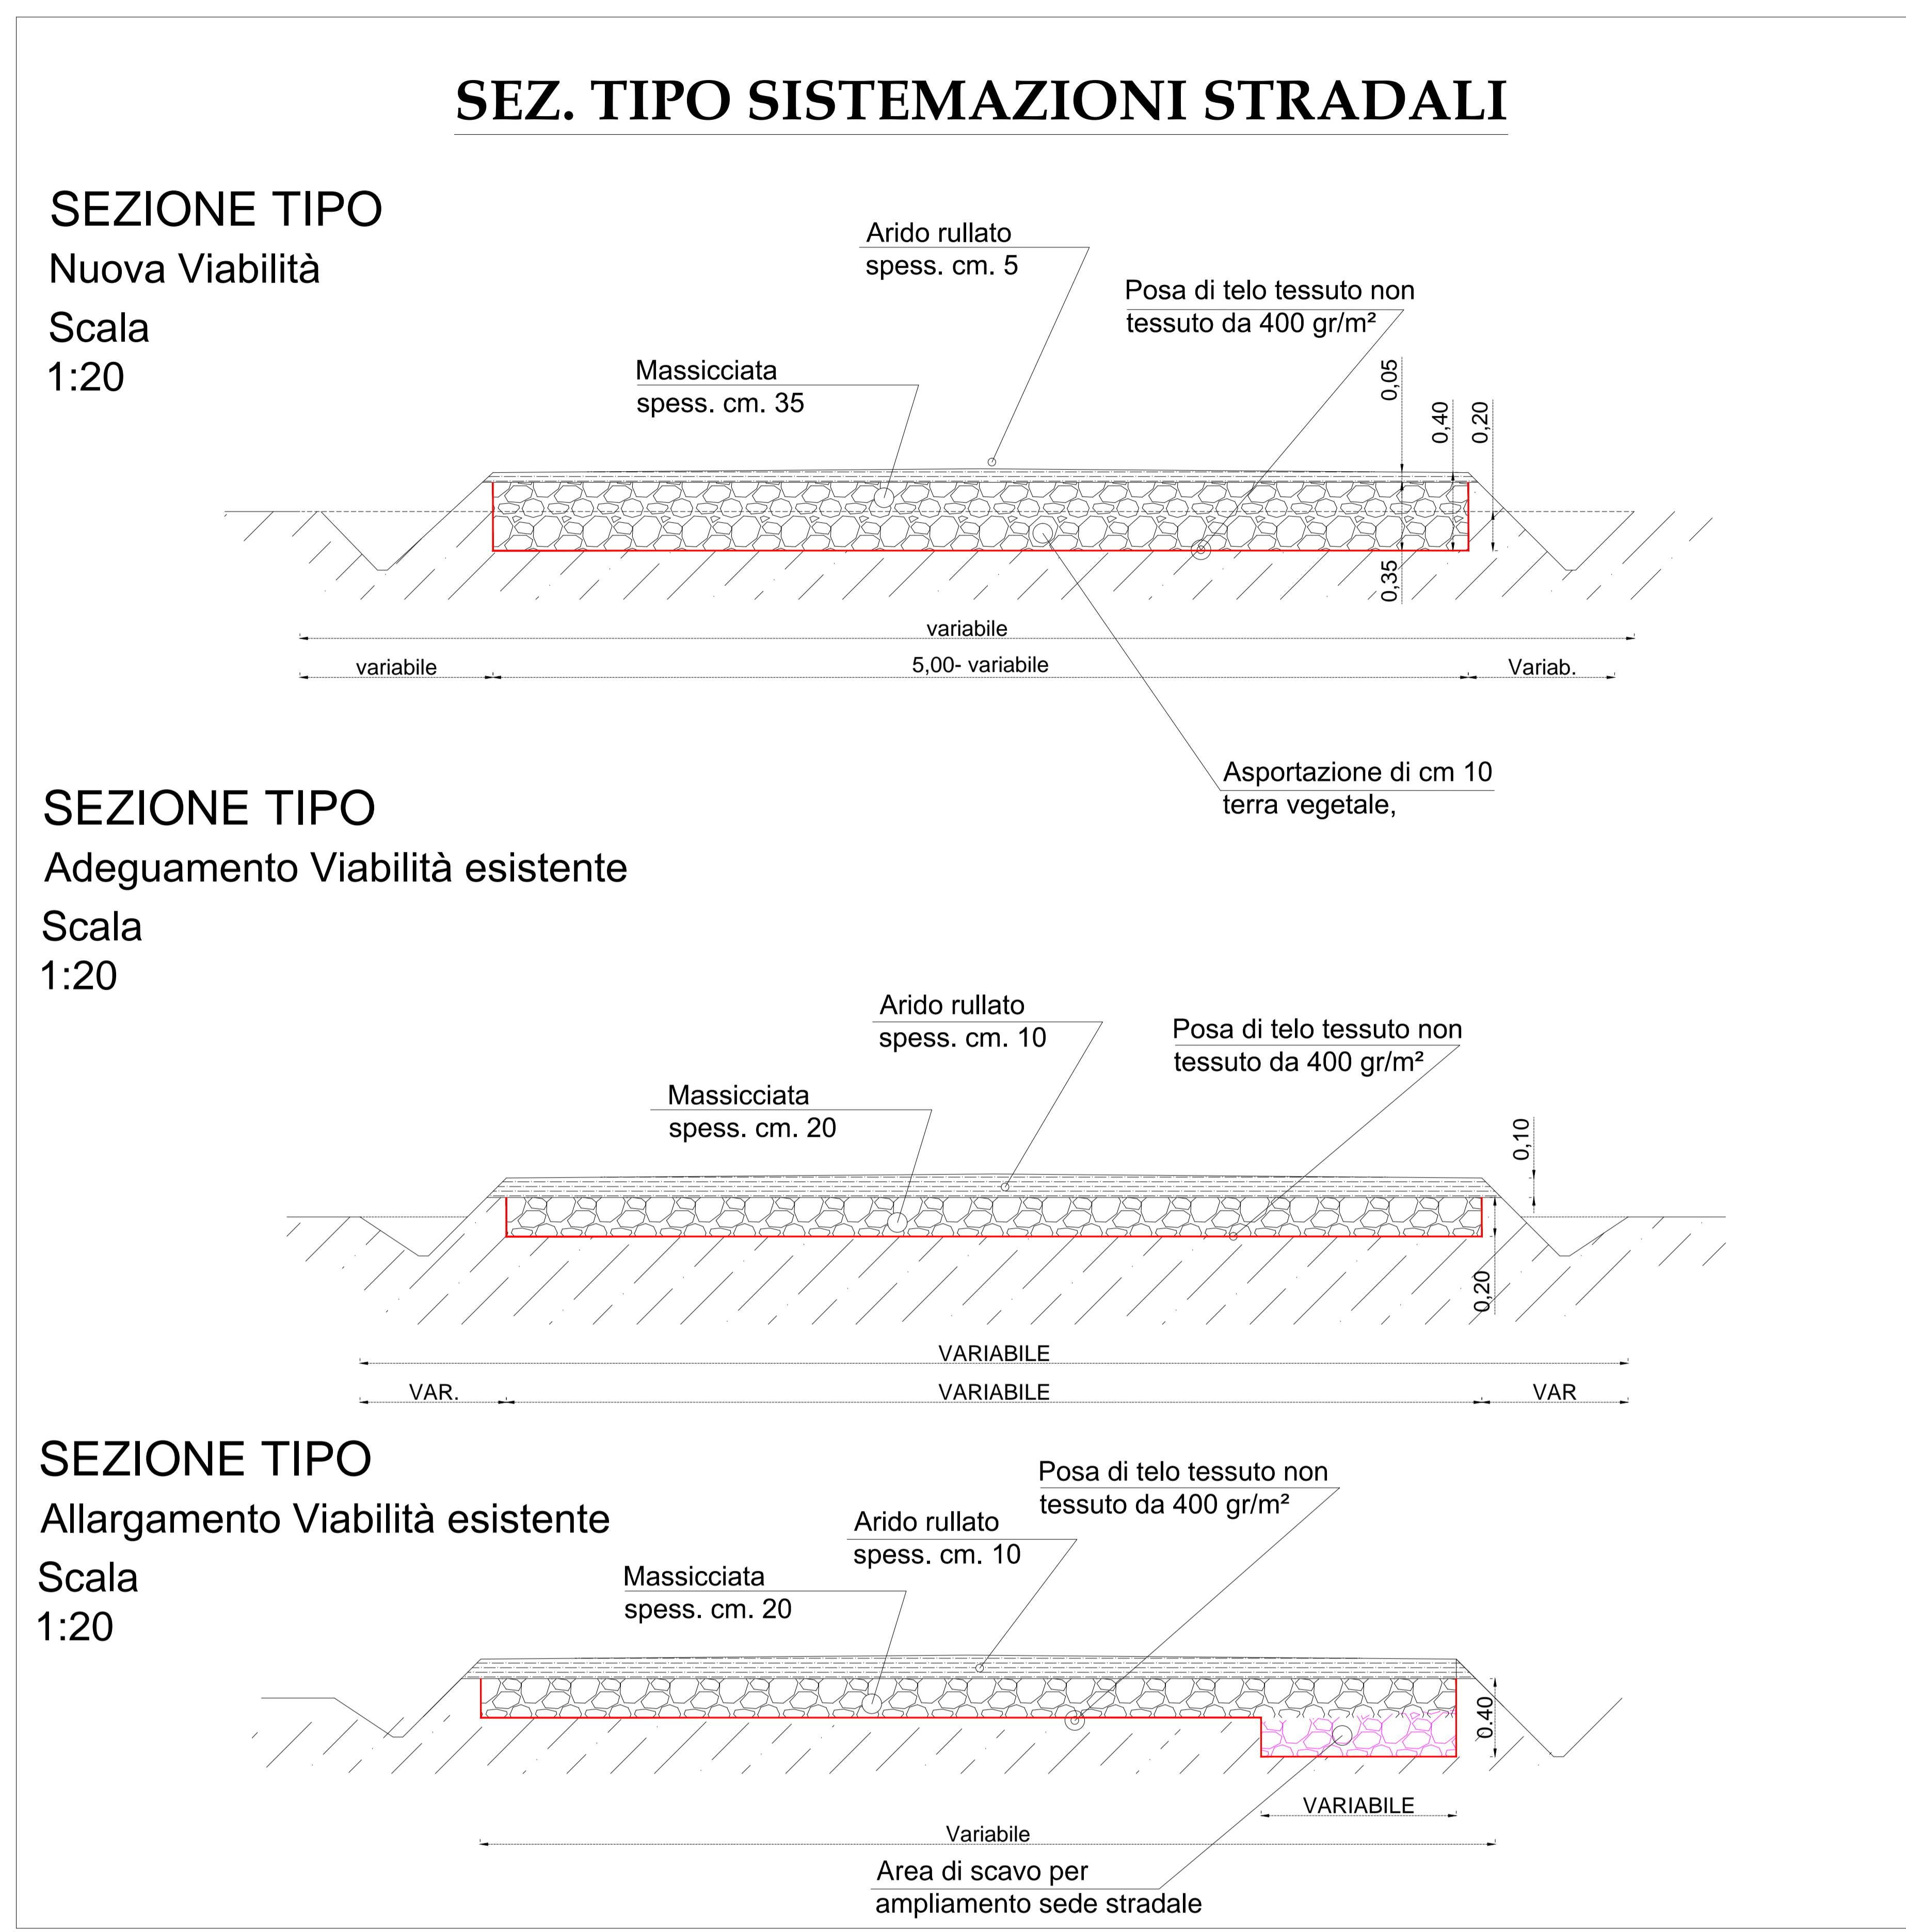 SEZ. TIPO SISTEMAZIONI STRADALI
SEZIONE TIPO
Nuova Viabilità
Scala
1:20
Arido rullato
spess. cm. 5
Posa di telo tessuto non
tessuto da 400 gr/m²
Massicciata
spess. cm. 35
0,05
0,40
0,20
0,35
variabile
variabile
5,00- variabile
Variab.
Asportazione di cm 10
terra vegetale,
SEZIONE TIPO
Adeguamento Viabilità esistente
Scala
1:20
Arido rullato
spess. cm. 10
Posa di telo tessuto non
tessuto da 400 gr/m²
Massicciata
spess. cm. 20
0,10
0,20
VARIABILE
VAR.
VARIABILE
VAR
SEZIONE TIPO
Allargamento Viabilità esistente
Scala
1:20
Posa di telo tessuto non
tessuto da 400 gr/m²
Arido rullato
spess. cm. 10
Massicciata
spess. cm. 20
0.40
VARIABILE
Variabile
Area di scavo per
ampliamento sede stradale